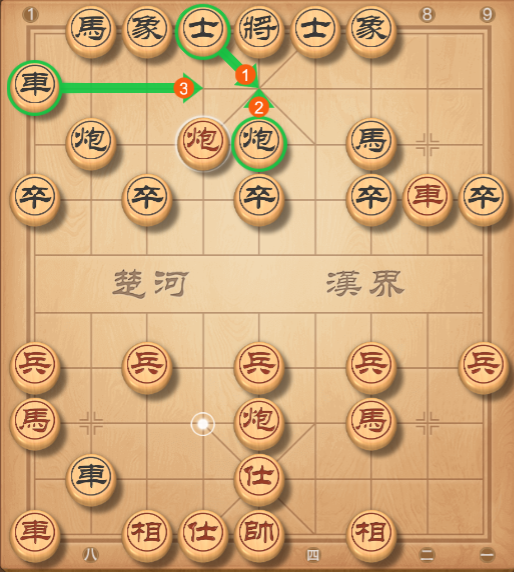 1 8 9
馬 象 士 將 士 象
車 1 3 2
炮 炮 炮 馬
卒 卒 卒 卒 車 卒
楚河 漢界
兵 兵 兵 兵 兵
馬 炮 馬
車 仕
車 相 仕 帥 相
八 四 二 一